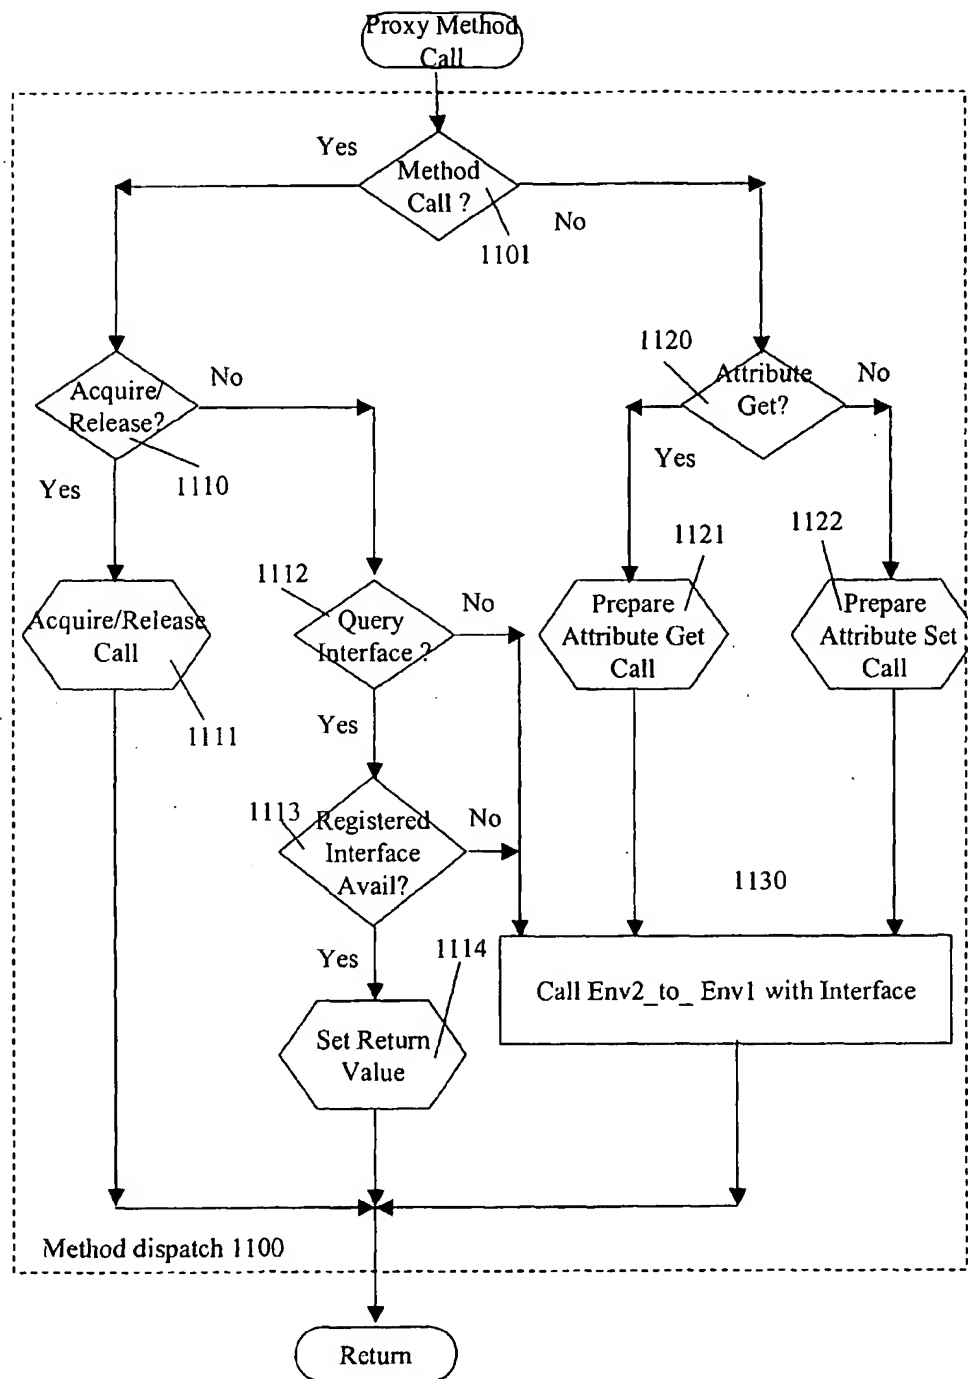 Proxy Method
Call
Yes
Method
Call ?
No
1101
1120
Attribute
Get?
No
Acquire/
Release?
No
Yes
1110
Yes
1121
1122
1112
Acquire/Release
Call
Query
Interface ?
No
Prepare
Attribute Get
Call
Prepare
Attribute Set
Call
1111
Yes
1113
Registered
Interface
Avail?
No
1130
Yes
1114
Call Env2_to_ Env1 with Interface
Set Return
Value
Method dispatch 1100
Return